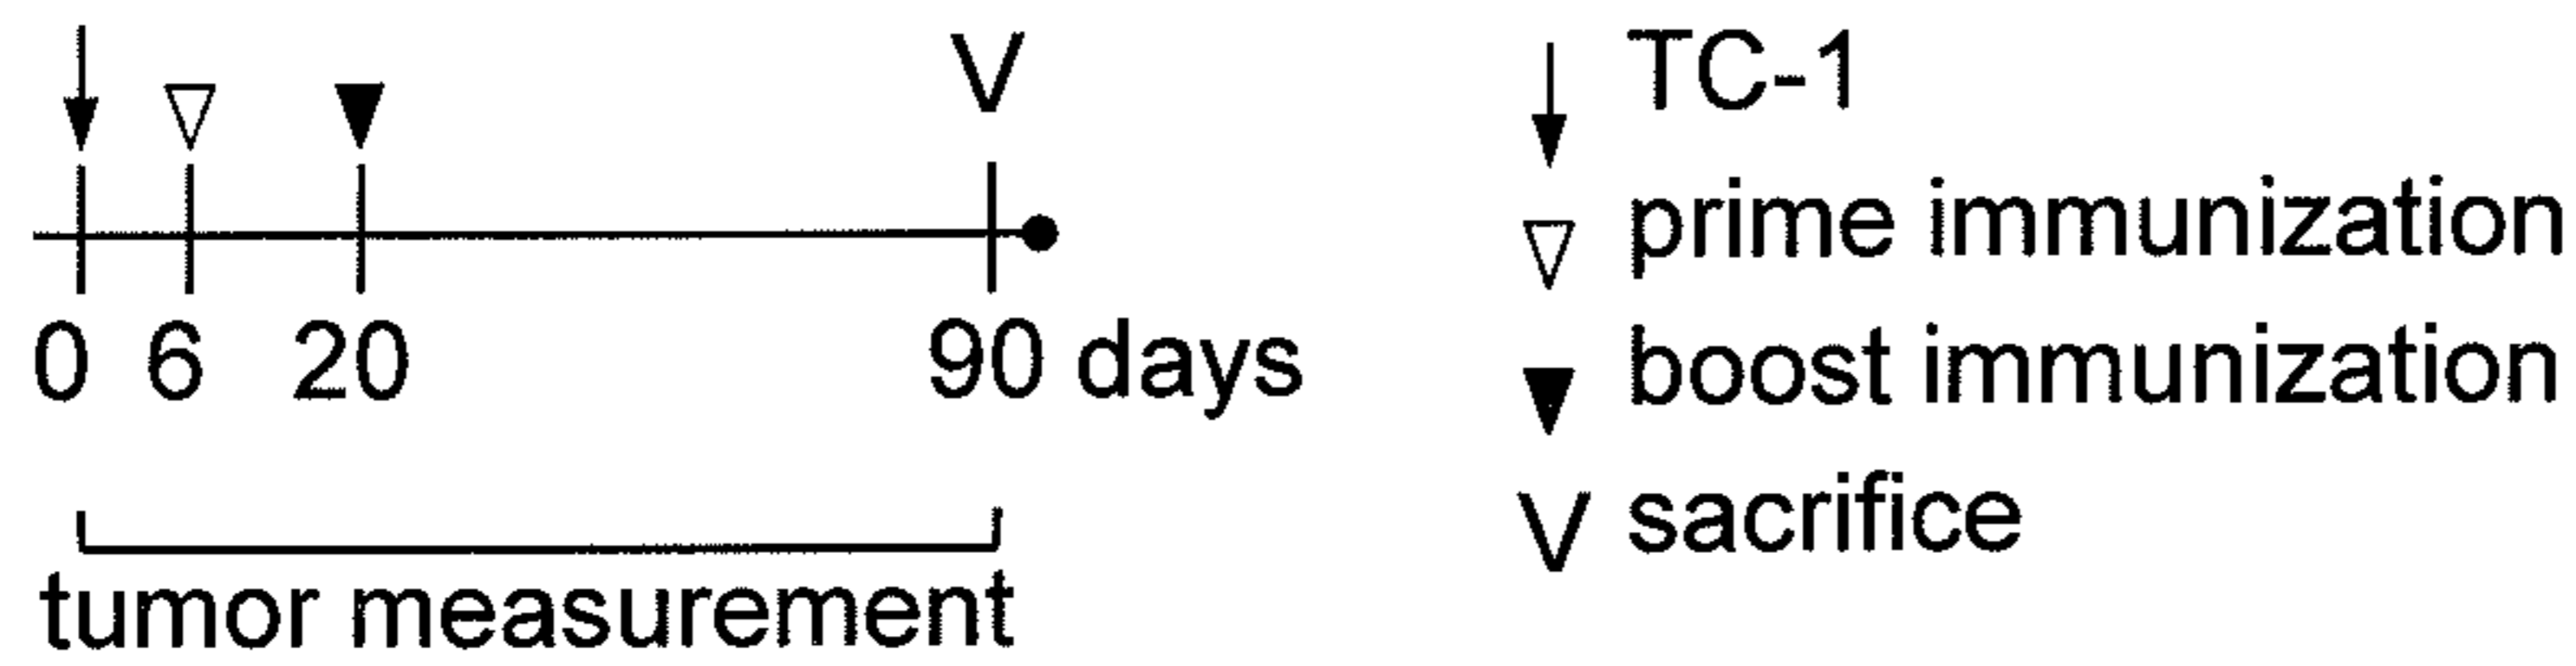 V
0 6 20 90 days
tumor measurement
TC-1
prime immunization
boost immunization
V sacrifice